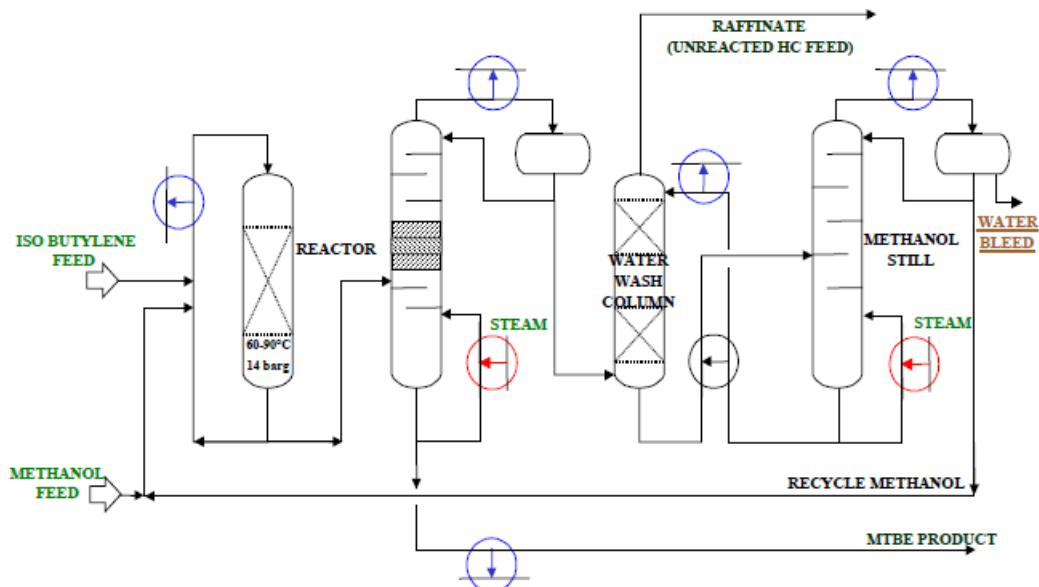 RAFFINATE
(UNREACTED HC FEED)
ISO BUTYLENE
FEED
REACTOR
WATER
WASH
COLUMN
METHANOL
STILL
WATER
BLEED
60-90°C
14 barg
STEAM
STEAM
METHANOL
FEED
RECYCLE METHANOL
MTBE PRODUCT